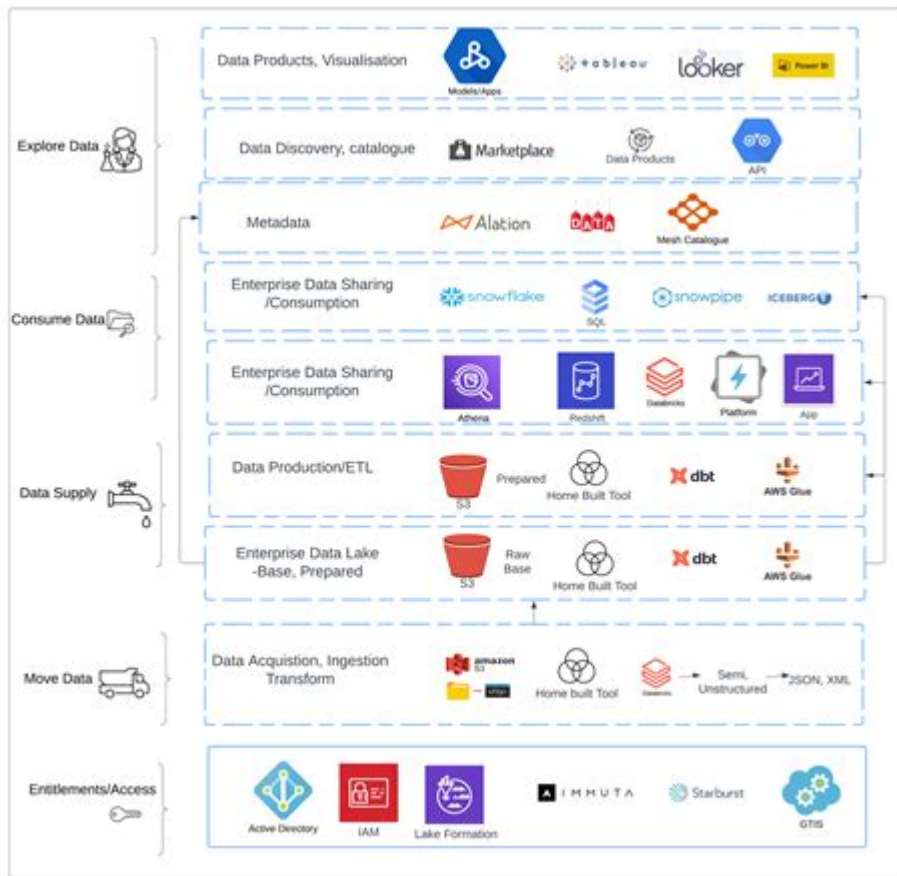 Data Products, Visualisation
Models/Apps
+ableau
looker
Power BI
Explore Data
Data Discovery, catalogue
Marketplace
Data Products
API
Metadata
Alation
DATA
Mesh Catalogue
Enterprise Data Sharing
/Consumption
snowflake
SQL
snowpipe
ICEBERG
Consume Data
Enterprise Data Sharing
/Consumption
Athena
Redshift
Databricks
Platform
App
Data Supply
Data Production/ETL
S3
Prepared
Home Built Tool
dbt
AWS Glue
Enterprise Data Lake
-Base, Prepared
S3
Raw
Base
Home Built Tool
dbt
AWS Glue
Move Data
Data Acquistion, Ingestion
Transform
amazon
S3
Home built Tool
Databricks
Semi,
Unstructured
JSON, XML
Entitlements/Access
Active Directory
IAM
Lake Formation
IMMUTA
Starburst
GTIS